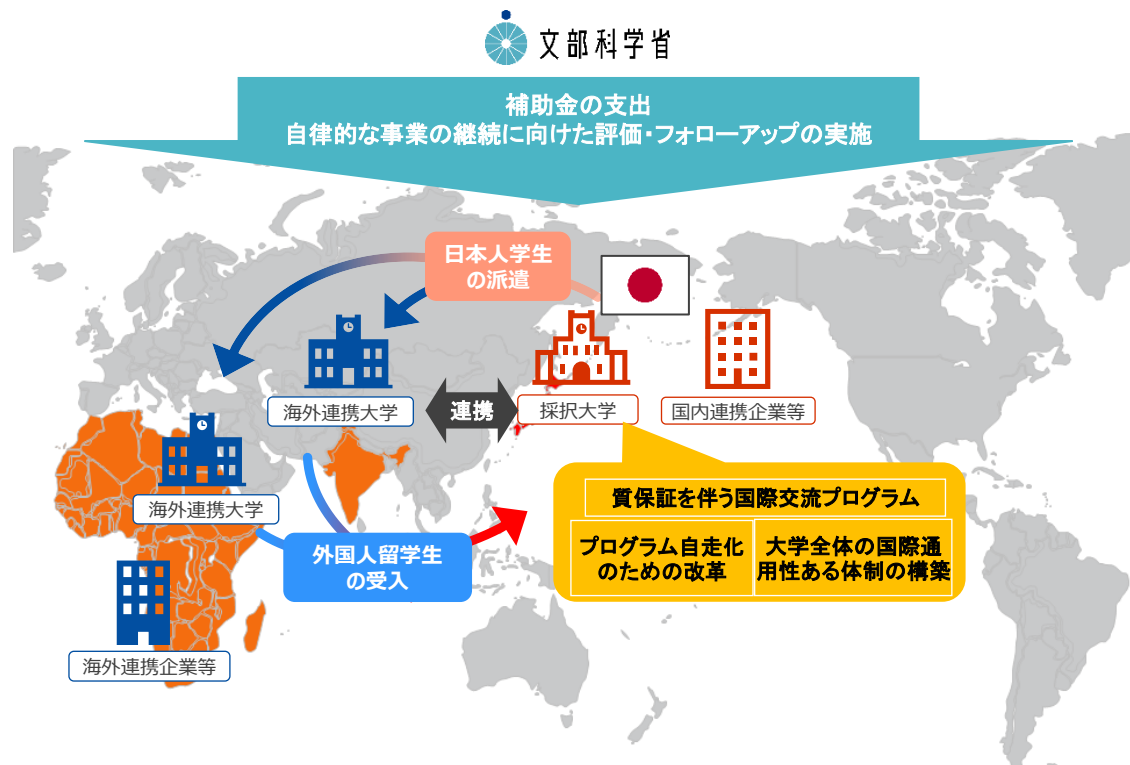 文部科学省
補助金の支出
自律的な事業の継続に向けた評価・フォローアップの実施
日本人学生
の派遣
海外連携大学
連携
採択大学
国内連携企業等
海外連携大学
質保証を伴う国際交流プログラム
プログラム自走化
のための改革
大学全体の国際通
用性ある体制の構築
外国人留学生
の受入
海外連携企業等